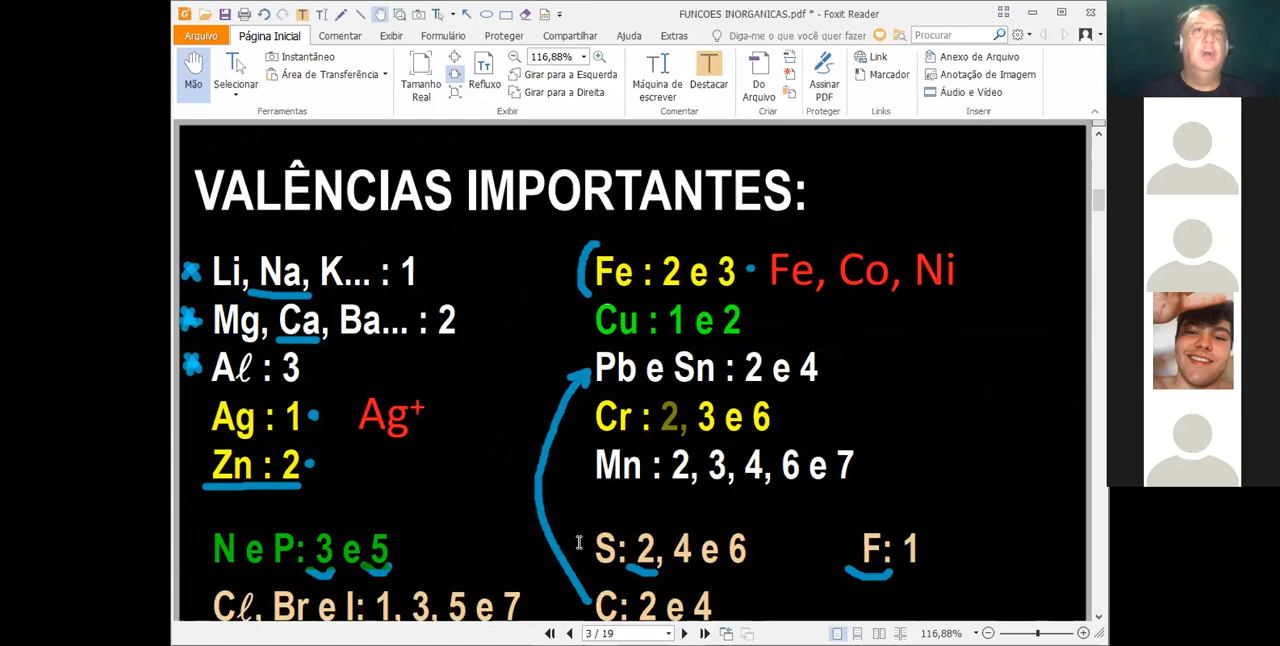 FUNCOES INORGANICAS.pdf * - Foxit Reader
Arquivo Página Inicial Comentar Exibir Formulário Proteger Compartilhar Ajuda Extras Diga-me o que você quer fazer Procurar
Mão
Selecionar
Instantâneo
Área de Transferência
Ferramentas
Tamanho Real
Refluxo
116,88%
Girar para a Esquerda
Girar para a Direita
Exibir
Máquina de escrever
Destacar
Comentar
Do Arquivo
Criar
Assinar PDF
Proteger
Link
Marcador
Links
Anexo de Arquivo
Anotação de Imagem
Áudio e Vídeo
Inserir
VALÊNCIAS IMPORTANTES:
Li, Na, K... : 1
Mg, Ca, Ba... : 2
Aℓ : 3
Ag : 1 Ag⁺
Zn : 2
Fe : 2 e 3 Fe, Co, Ni
Cu : 1 e 2
Pb e Sn : 2 e 4
Cr : 2, 3 e 6
Mn : 2, 3, 4, 6 e 7
N e P: 3 e 5
Cℓ, Br e I: 1, 3, 5 e 7
S: 2, 4 e 6 F: 1
C: 2 e 4
3 / 19 116,88%